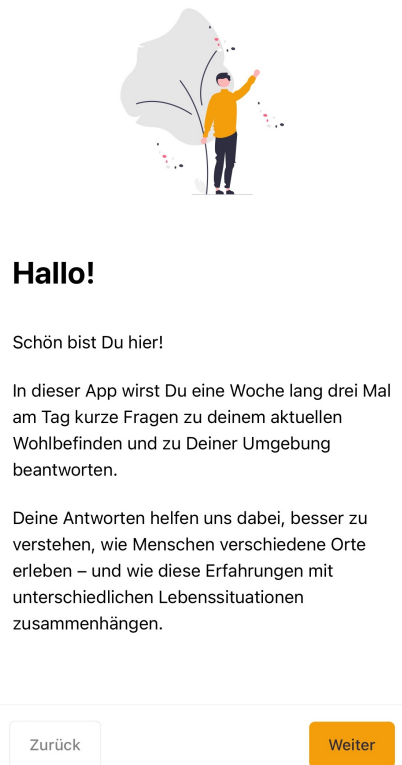 Hallo!
Schön bist Du hier!
In dieser App wirst Du eine Woche lang drei Mal
am Tag kurze Fragen zu deinem aktuellen
Wohlbefinden und zu Deiner Umgebung
beantworten.
Deine Antworten helfen uns dabei, besser zu
verstehen, wie Menschen verschiedene Orte
erleben – und wie diese Erfahrungen mit
unterschiedlichen Lebenssituationen
zusammenhängen.
Zurück
Weiter